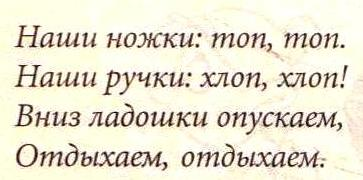 Наши ножки: топ, топ.
Наши ручки: хлоп, хлоп!
Вниз ладошки опускаем,
Отдыхаем, отдыхаем.